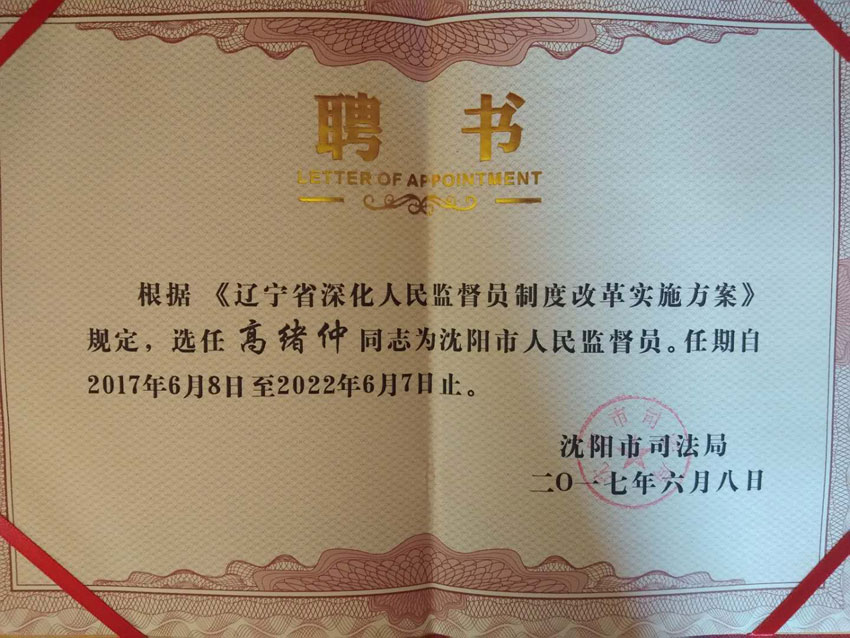 聘 书
LETTER OF APPOINTMENT
根据《辽宁省深化人民监督员制度改革实施方案》
规定，选任高绪仲同志为沈阳市人民监督员。任期自
2017年6月8日至2022年6月7日止。
沈阳市司法局
二〇一七年六月八日
市司